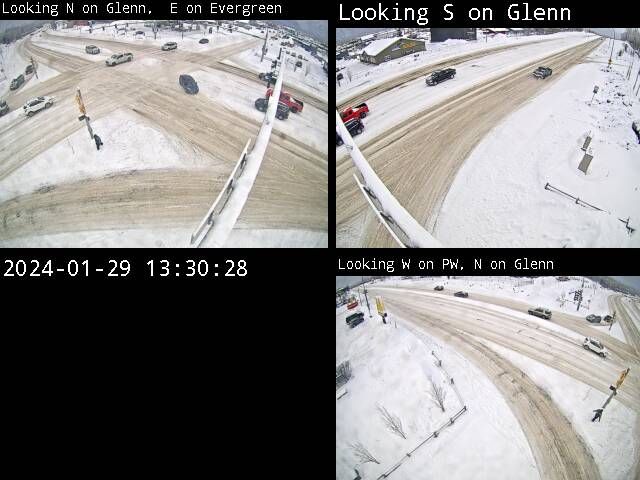 Looking N on Glenn,  E on Evergreen
Looking S on Glenn
2024-01-29 13:30:28
Looking W on PW, N on Glenn